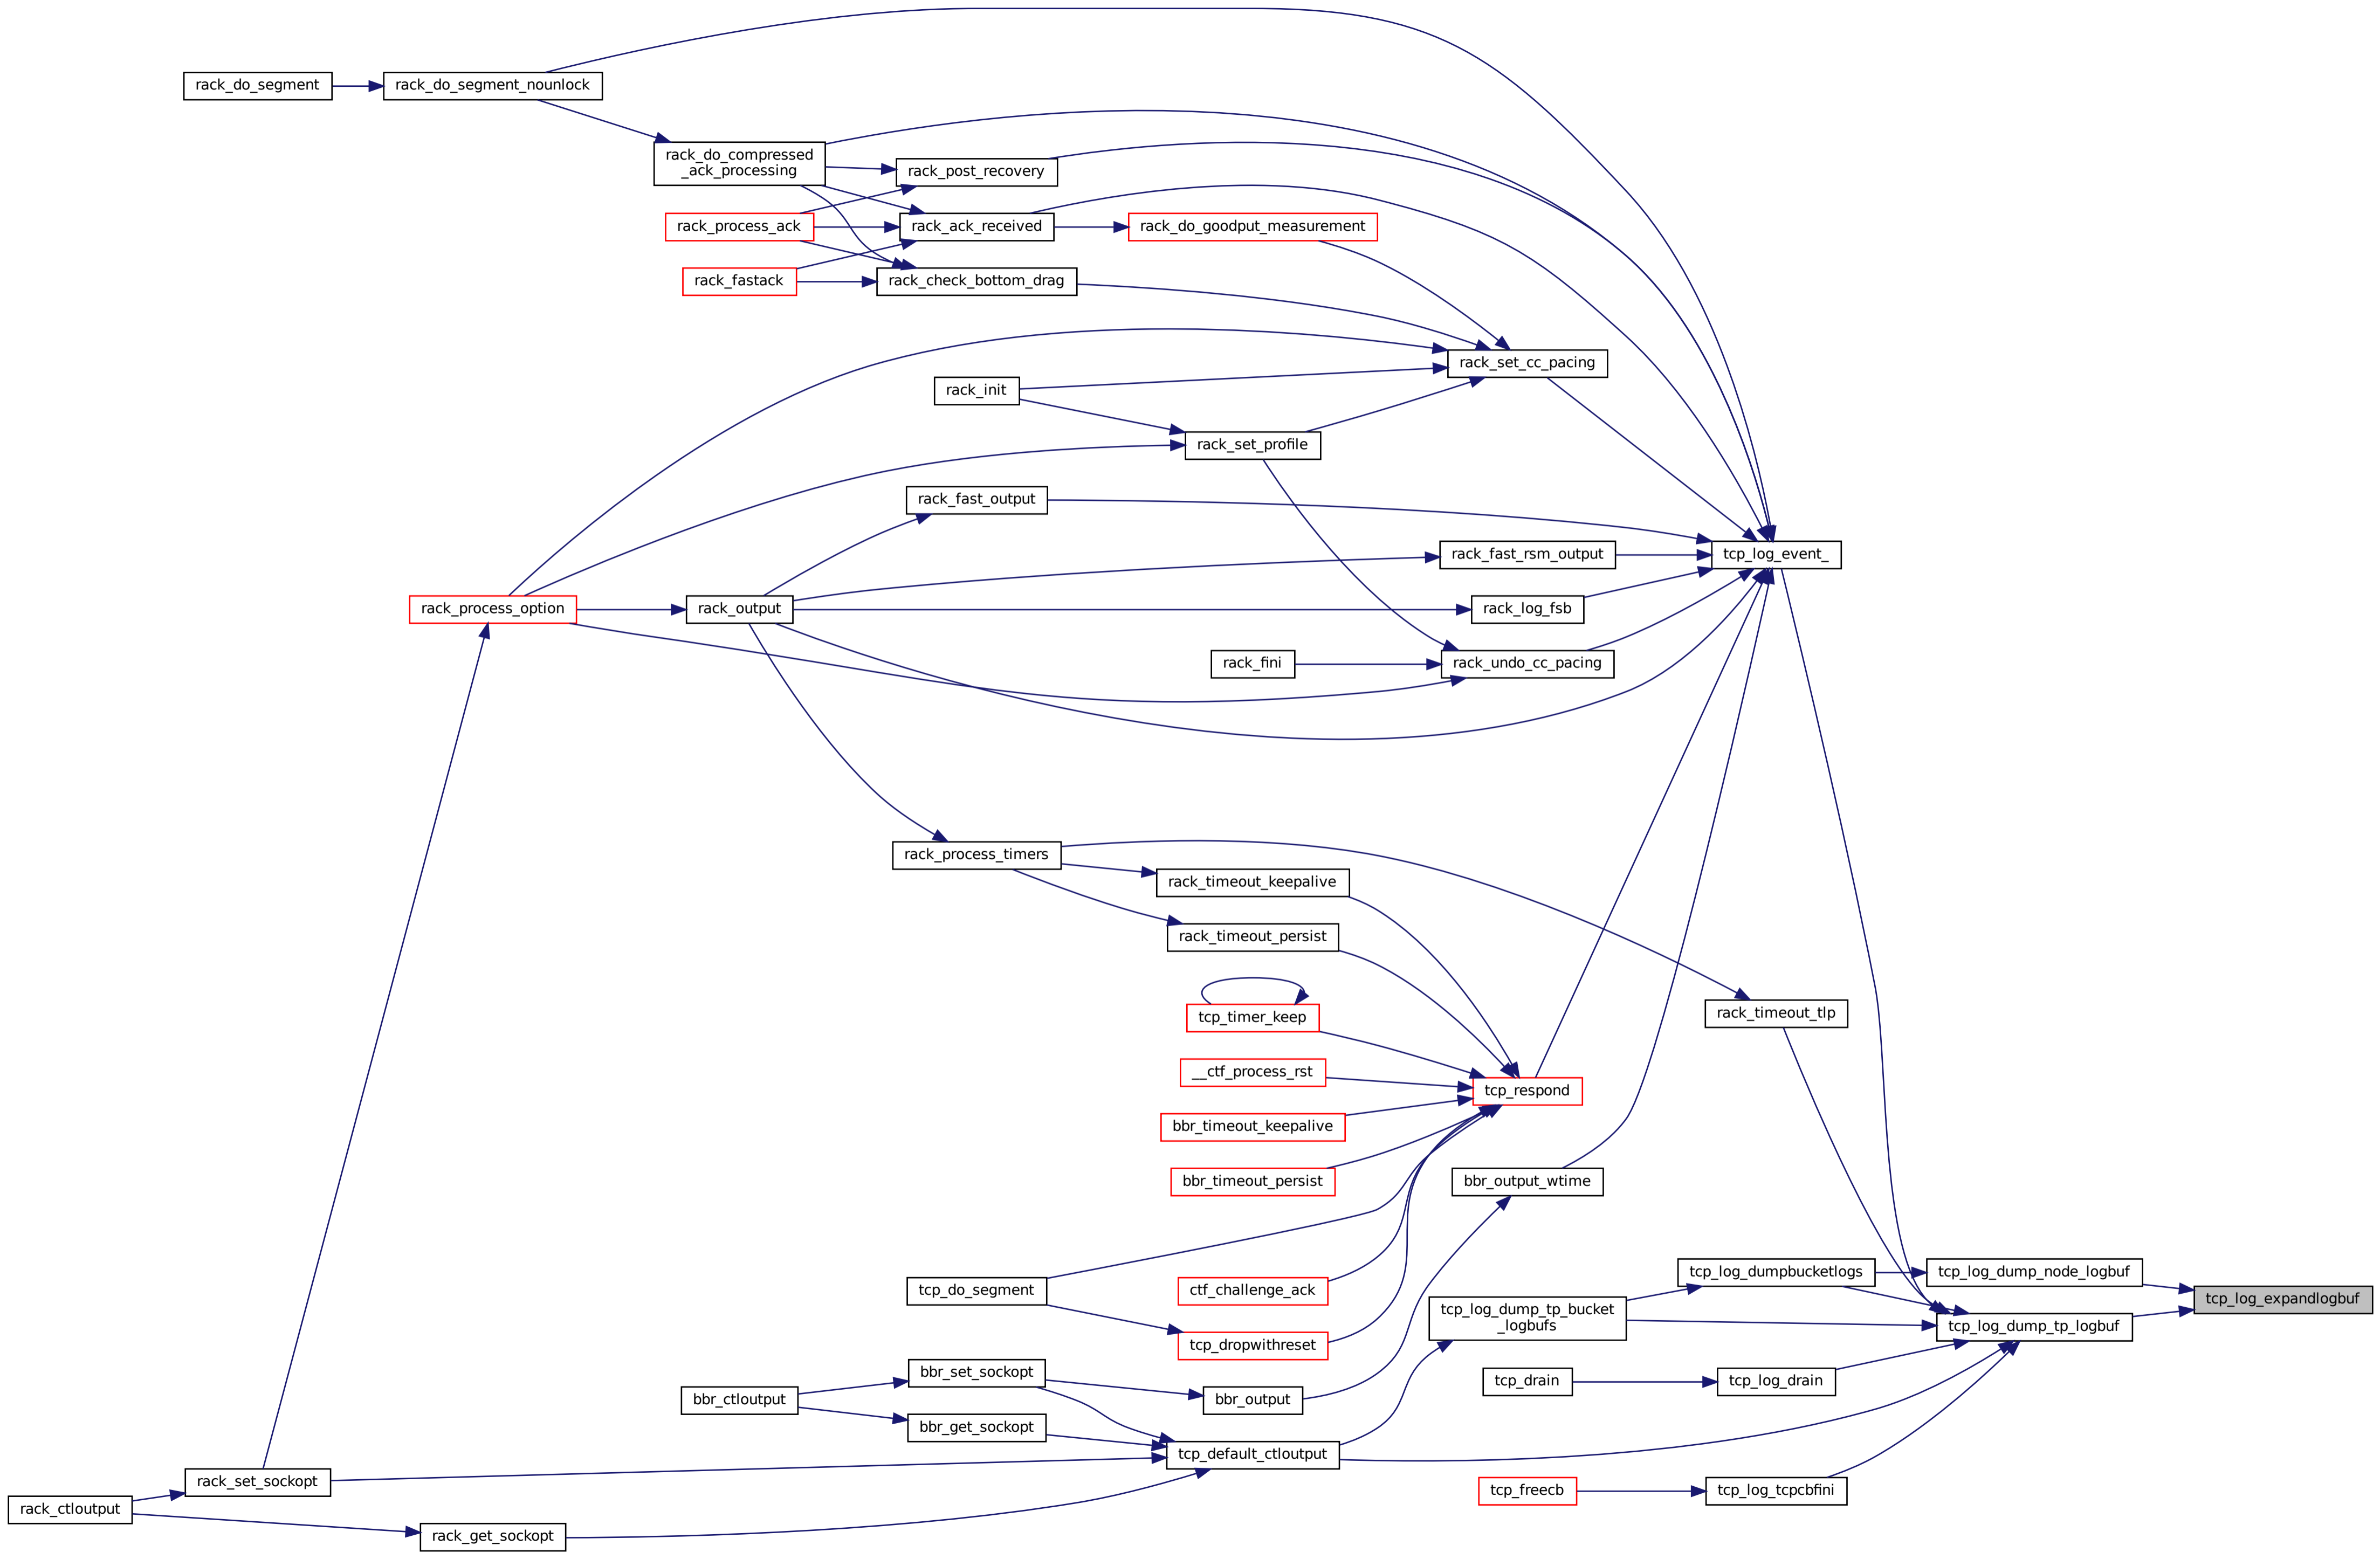 rack_do_segment
rack_do_segment_nounlock
rack_do_compressed
_ack_processing
rack_post_recovery
rack_process_ack
rack_ack_received
rack_do_goodput_measurement
rack_fastack
rack_check_bottom_drag
rack_set_cc_pacing
rack_init
rack_set_profile
rack_fast_output
rack_fast_rsm_output
tcp_log_event_
rack_process_option
rack_output
rack_log_fsb
rack_fini
rack_undo_cc_pacing
rack_process_timers
rack_timeout_keepalive
rack_timeout_persist
tcp_timer_keep
rack_timeout_tlp
__ctf_process_rst
tcp_respond
bbr_timeout_keepalive
bbr_timeout_persist
bbr_output_wtime
tcp_do_segment
ctf_challenge_ack
tcp_log_dumpbucketlogs
tcp_log_dump_node_logbuf
tcp_log_expandlogbuf
tcp_log_dump_tp_bucket
_logbufs
tcp_log_dump_tp_logbuf
tcp_dropwithreset
bbr_set_sockopt
tcp_drain
tcp_log_drain
bbr_ctloutput
bbr_output
bbr_get_sockopt
tcp_default_ctloutput
rack_set_sockopt
tcp_freecb
tcp_log_tcpcbfini
rack_ctloutput
rack_get_sockopt